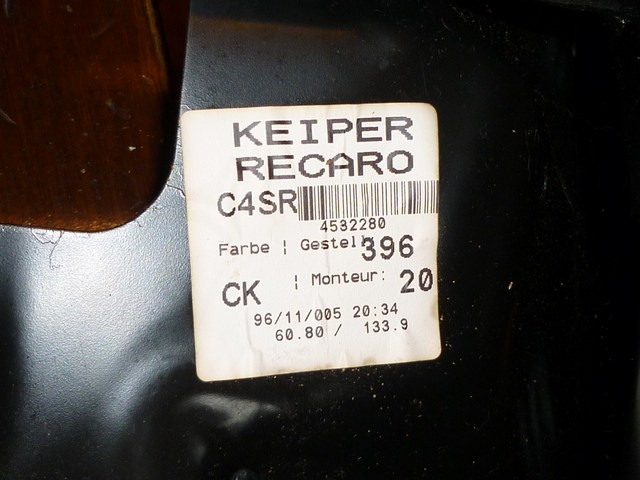 KEIPER
RECARO
C4SR
4532280
Farbe ¦ Gestell 396
CK ¦ Monteur: 20
96/11/005 20:34
60.80 / 133.9